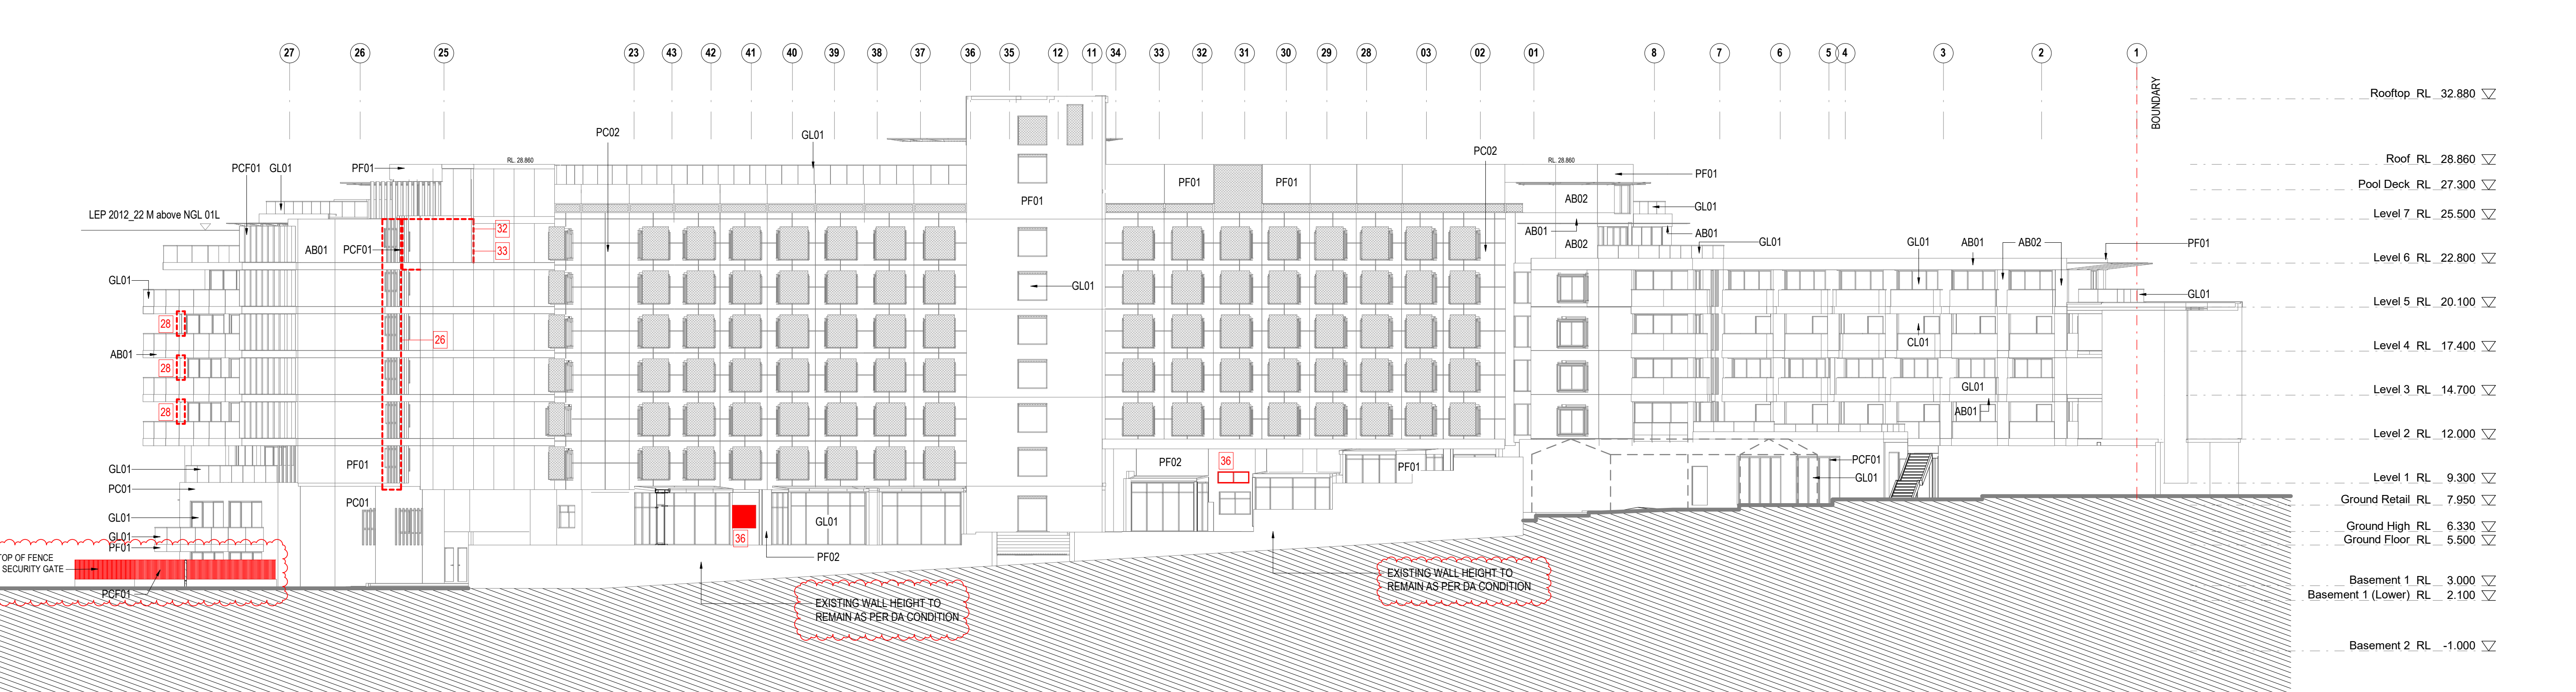 27 26 25 23 43 42 41 40 39 38 37 36 35 12 11 34 33 32 31 30 29 28 03 02 01 8 7 6 5 4 3 2 1
BOUNDARY
Rooftop RL 32.880
PC02
GL01
PC02
RL. 28.860
RL. 28.860
Roof RL 28.860
PCF01
GL01
PF01
PF01
PF01
PF01
PF01
Pool Deck RL 27.300
AB02
PF01
GL01
LEP 2012_22 M above NGL 01L
Level 7 RL 25.500
32
AB01
AB01
AB01
PCF01
33
AB02
GL01
GL01
AB01
AB02
PF01
Level 6 RL 22.800
GL01
GL01
GL01
Level 5 RL 20.100
28
26
AB01
CL01
Level 4 RL 17.400
28
GL01
Level 3 RL 14.700
28
AB01
Level 2 RL 12.000
GL01
PF01
PF02
36
PF01
PCF01
GL01
Level 1 RL 9.300
PC01
PC01
Ground Retail RL 7.950
GL01
GL01
36
Ground High RL 6.330
GL01
PF01
Ground Floor RL 5.500
TOP OF FENCE
SECURITY GATE
PF02
EXISTING WALL HEIGHT TO
REMAIN AS PER DA CONDITION
Basement 1 RL 3.000
PCF01
Basement 1 (Lower) RL 2.100
EXISTING WALL HEIGHT TO
REMAIN AS PER DA CONDITION
Basement 2 RL -1.000